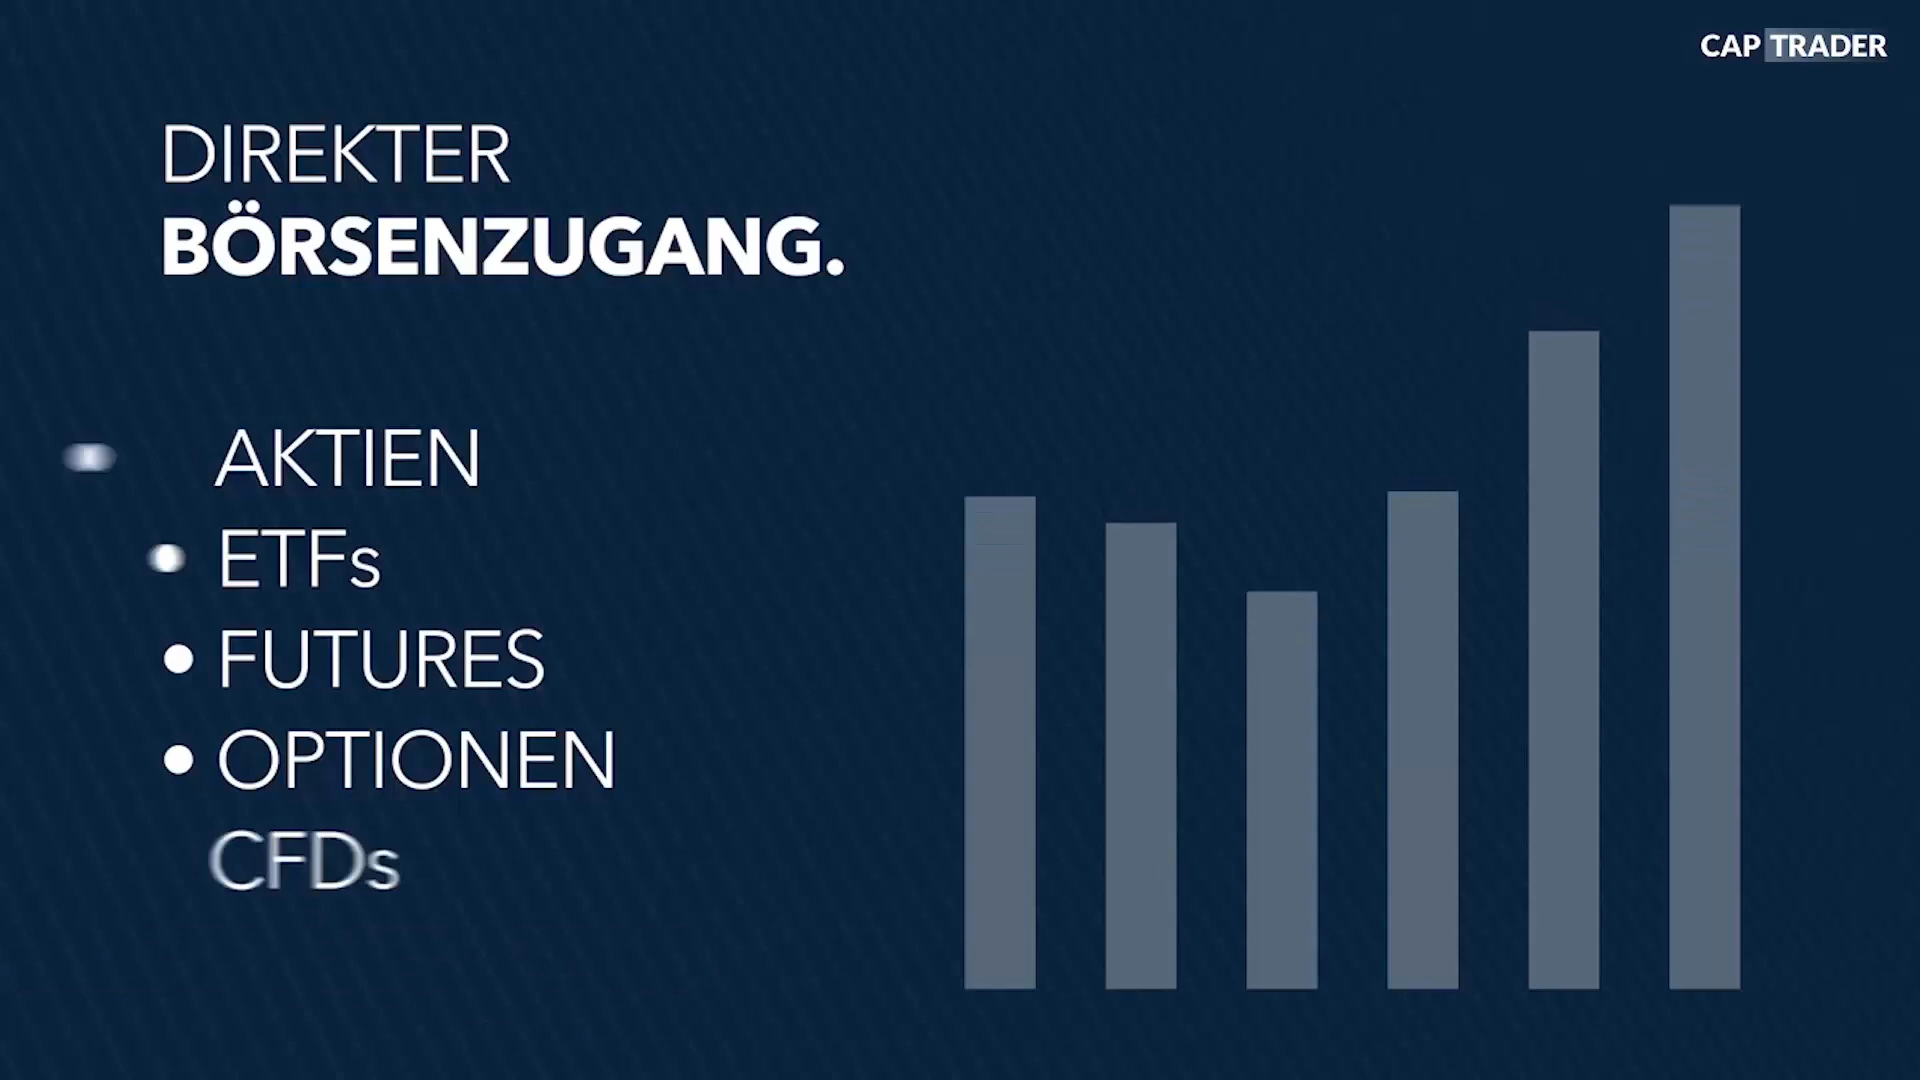 CAP TRADER
DIREKTER
BÖRSENZUGANG.
AKTIEN
• ETFs
• FUTURES
• OPTIONEN
CFDs